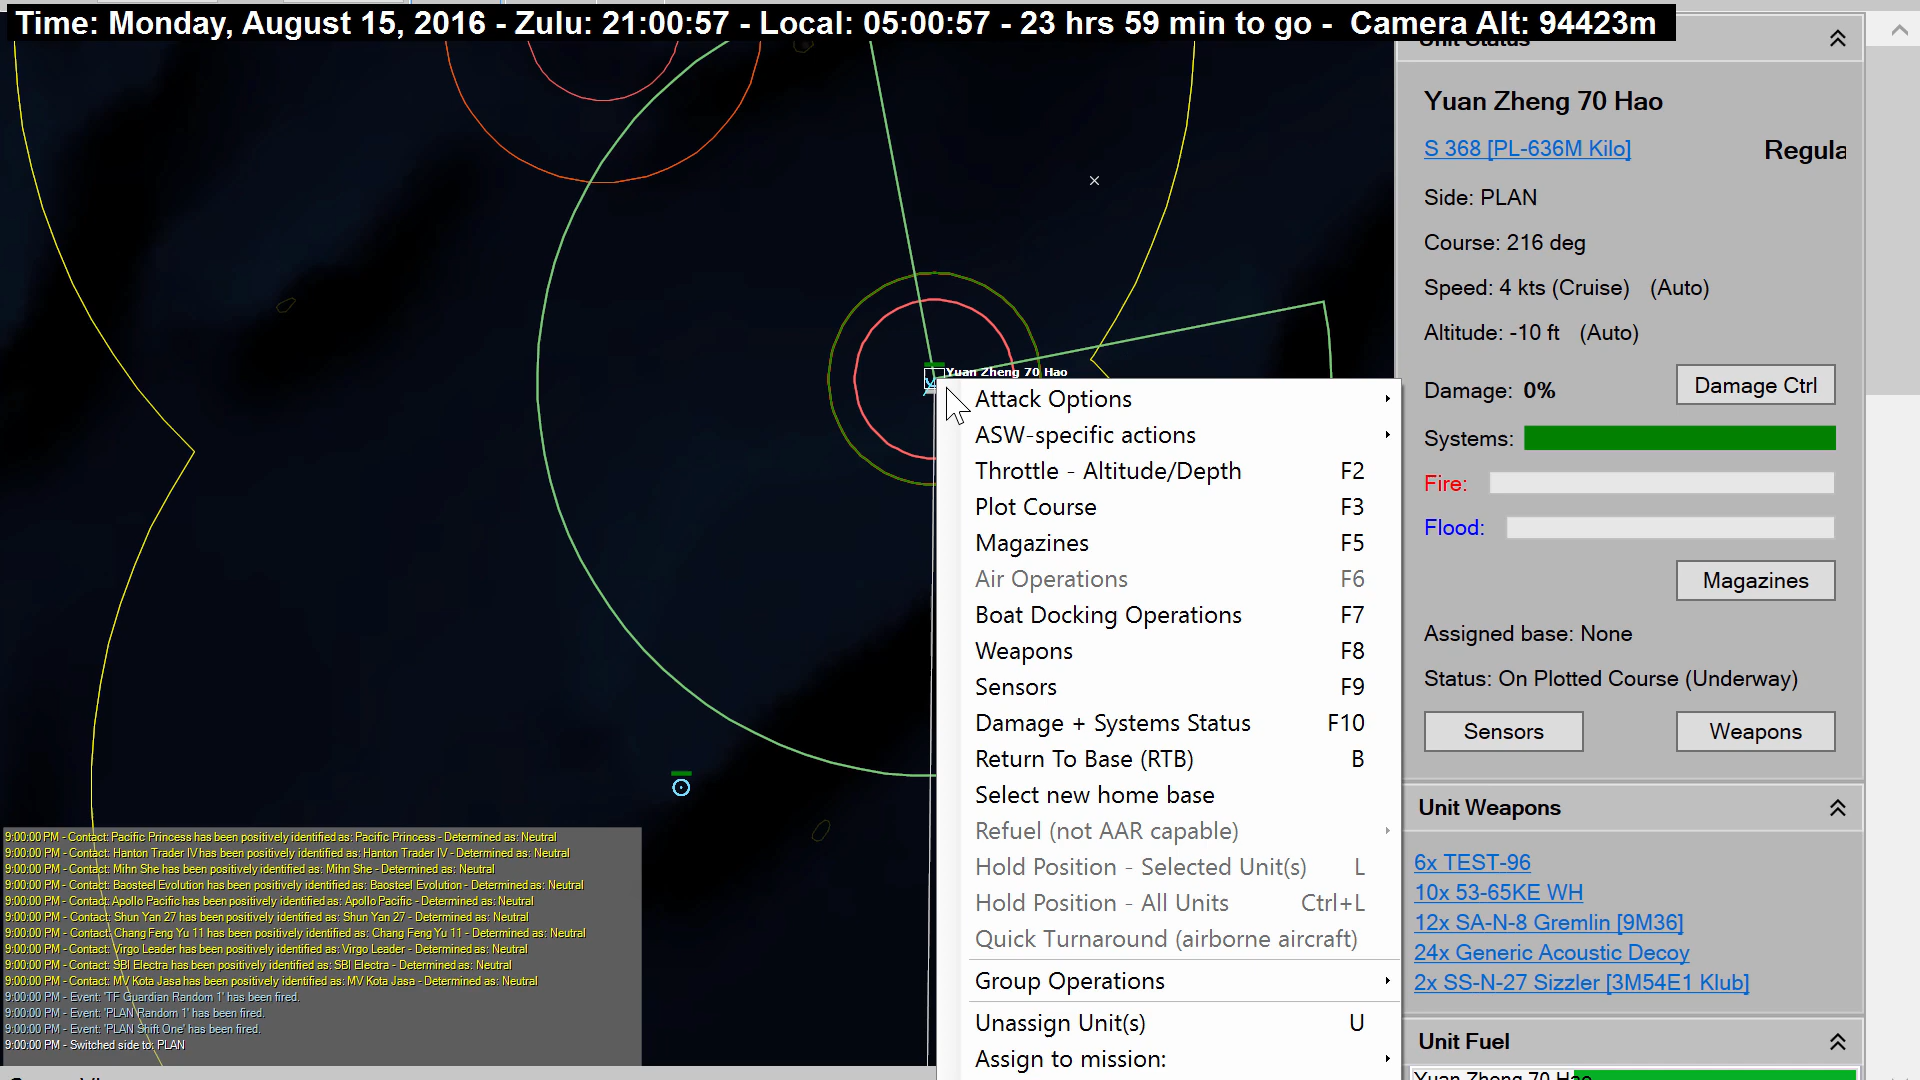 Time: Monday, August 15, 2016 - Zulu: 21:00:57 - Local: 05:00:57 - 23 hrs 59 min to go -  Camera Alt: 94423m
Unit Status
Yuan Zheng 70 Hao
S 368 [PL-636M Kilo]
Regula
Side: PLAN
Course: 216 deg
Speed: 4 kts (Cruise)   (Auto)
Altitude: -10 ft   (Auto)
Damage: 0%
Damage Ctrl
Systems:
Fire:
Flood:
Magazines
Assigned base: None
Status: On Plotted Course (Underway)
Sensors
Weapons
Unit Weapons
6x TEST-96
10x 53-65KE WH
12x SA-N-8 Gremlin [9M36]
24x Generic Acoustic Decoy
2x SS-N-27 Sizzler [3M54E1 Klub]
Unit Fuel
Yuan Zheng 70 Hao
Yuan Zheng 70 Hao
Attack Options
ASW-specific actions
Throttle - Altitude/Depth F2
Plot Course F3
Magazines F5
Air Operations F6
Boat Docking Operations F7
Weapons F8
Sensors F9
Damage + Systems Status F10
Return To Base (RTB) B
Select new home base
Refuel (not AAR capable)
Hold Position - Selected Unit(s) L
Hold Position - All Units Ctrl+L
Quick Turnaround (airborne aircraft)
Group Operations
Unassign Unit(s) U
Assign to mission:
9:00:00 PM - Contact: Pacific Princess has been positively identified as: Pacific Princess - Determined as: Neutral
9:00:00 PM - Contact: Hanton Trader IV has been positively identified as: Hanton Trader IV - Determined as: Neutral
9:00:00 PM - Contact: Mihn She has been positively identified as: Mihn She - Determined as: Neutral
9:00:00 PM - Contact: Baosteel Evolution has been positively identified as: Baosteel Evolution - Determined as: Neutral
9:00:00 PM - Contact: Apollo Pacific has been positively identified as: Apollo Pacific - Determined as: Neutral
9:00:00 PM - Contact: Shun Yan 27 has been positively identified as: Shun Yan 27 - Determined as: Neutral
9:00:00 PM - Contact: Chang Feng Yu 11 has been positively identified as: Chang Feng Yu 11 - Determined as: Neutral
9:00:00 PM - Contact: Virgo Leader has been positively identified as: Virgo Leader - Determined as: Neutral
9:00:00 PM - Contact: SBI Electra has been positively identified as: SBI Electra - Determined as: Neutral
9:00:00 PM - Contact: MV Kota Jasa has been positively identified as: MV Kota Jasa - Determined as: Neutral
9:00:00 PM - Event: 'TF Guardian Random 1' has been fired.
9:00:00 PM - Event: 'PLAN Random 1' has been fired.
9:00:00 PM - Event: 'PLAN Shift One' has been fired.
9:00:00 PM - Switched side to: PLAN